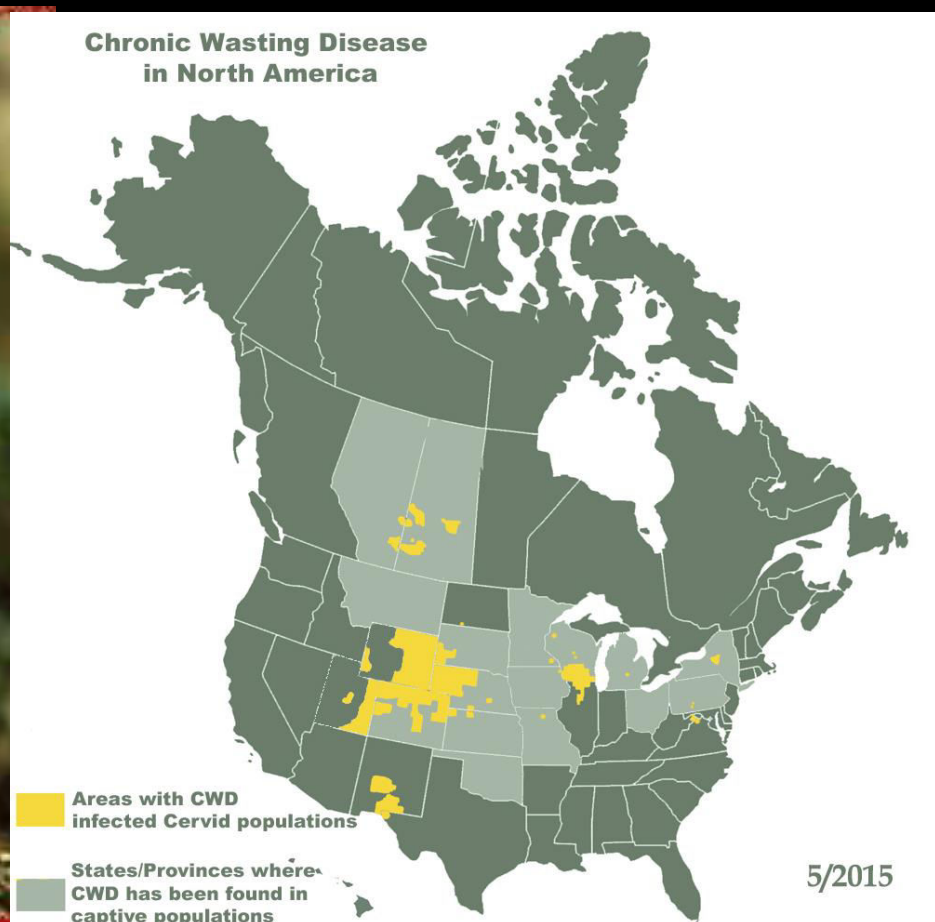 Chronic Wasting Disease
in North America
Areas with CWD
infected Cervid populations
States/Provinces where
CWD has been found in
captive populations
5/2015